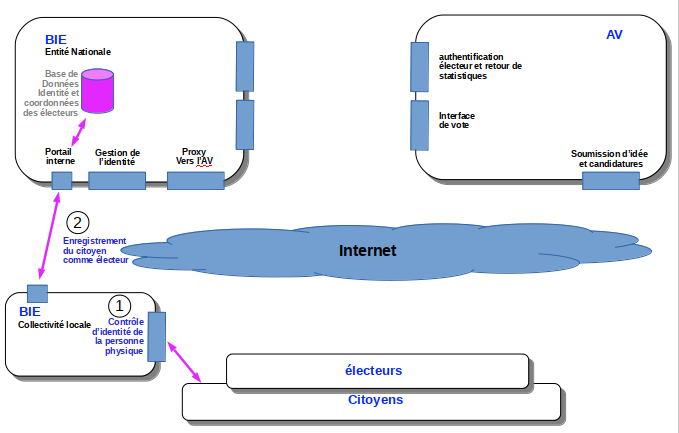 BIE
Entité Nationale
Base de
Données
Identité et
coordonnées
des électeurs
Portail
interne
Gestion de
l'identité
Proxy
Vers l'AV
AV
authentification
électeur et retour de
statistiques
Interface
de vote
Soumission d'idée
et candidatures
2
Enregistrement
du citoyen
comme électeur
Internet
BIE
Collectivité locale
1
Contrôle
d'identité de
la personne
physique
électeurs
Citoyens